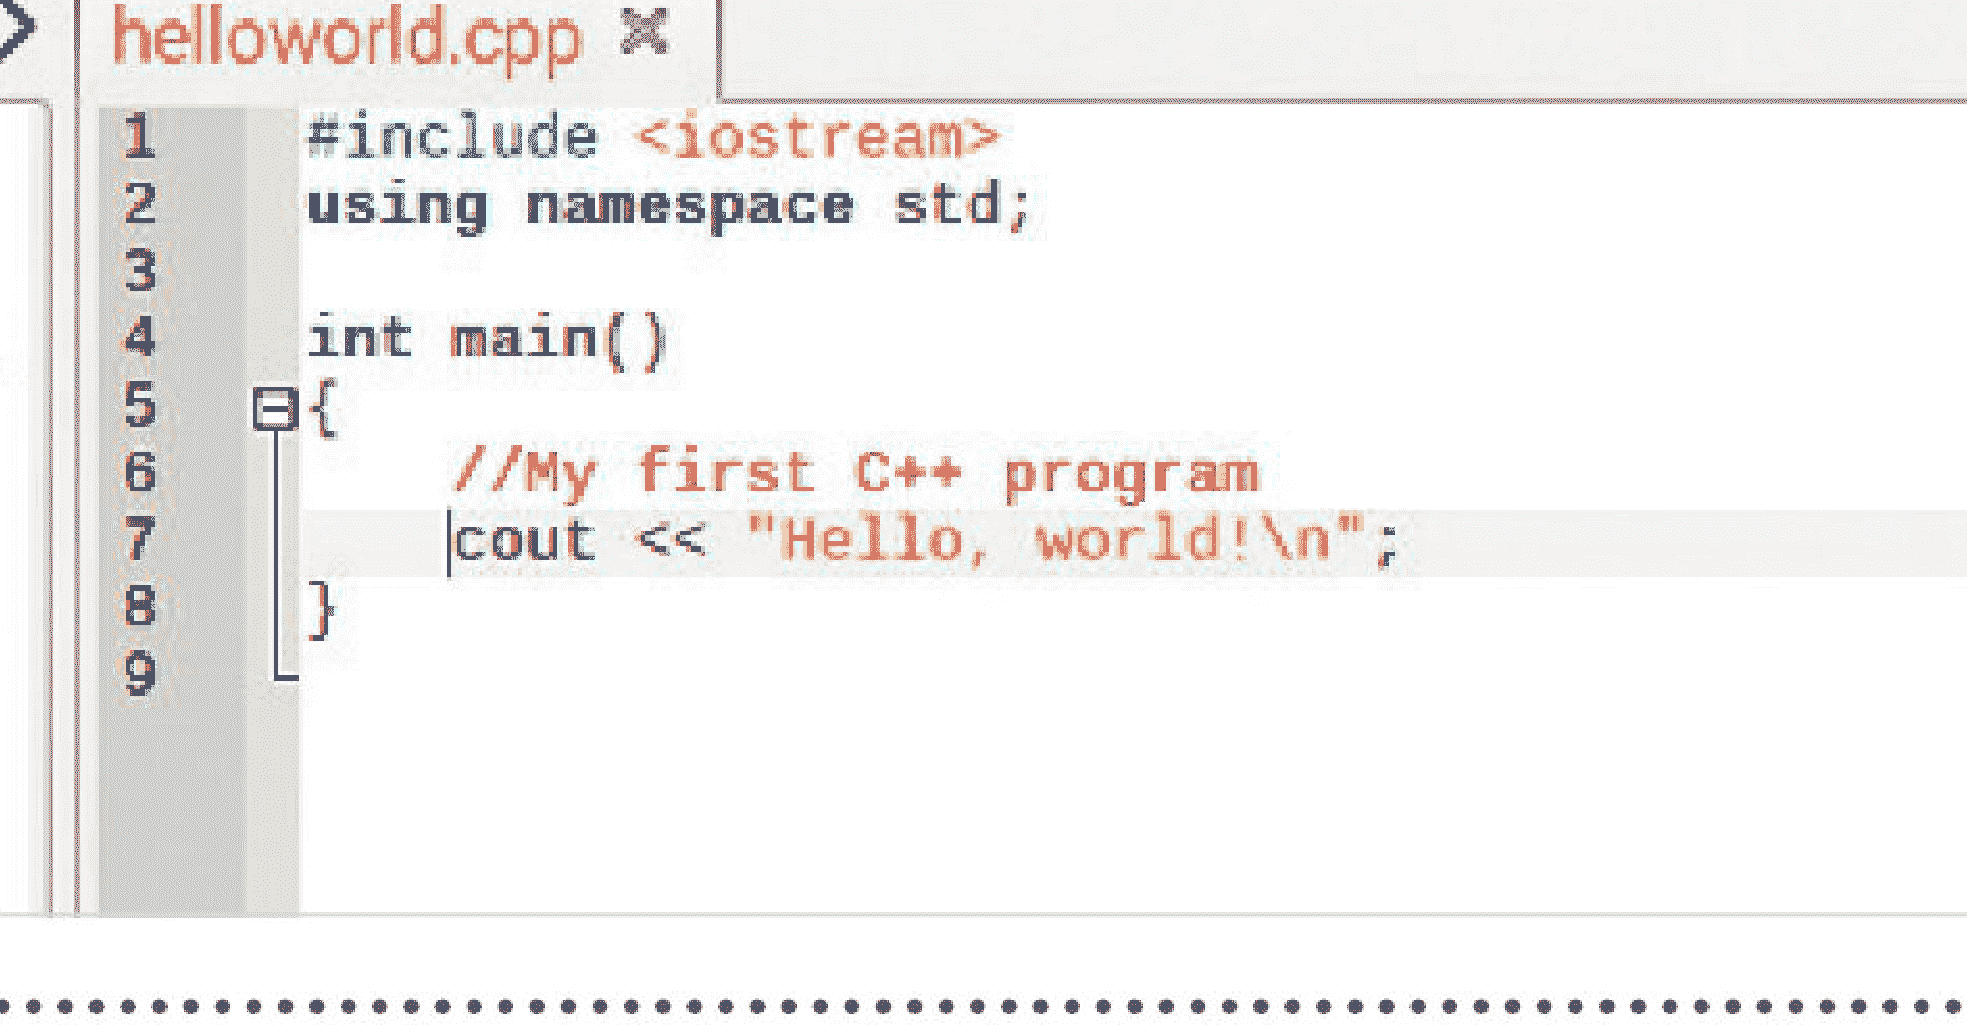 helloworld.cpp
1 #include <iostream>
2 using namespace std;
3
4 int main()
5 {
6 //My first C++ program
7 cout << "Hello, world!\n";
8 }
9